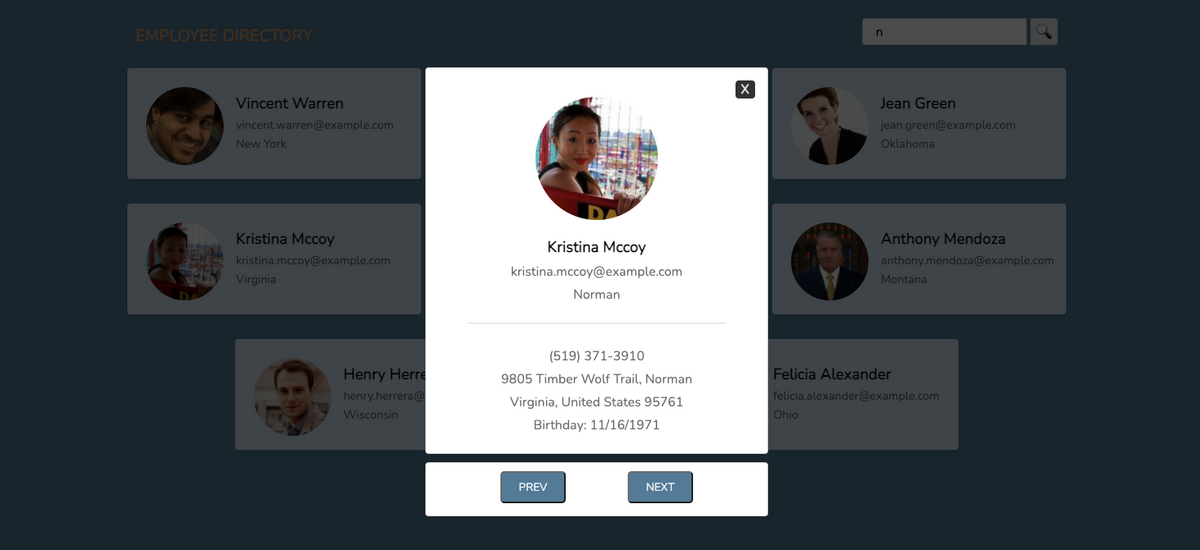 EMPLOYEE DIRECTORY
n
Vincent Warren
vincent.warren@example.com
New York
X
Jean Green
jean.green@example.com
Oklahoma
Kristina Mccoy
kristina.mccoy@example.com
Virginia
Kristina Mccoy
kristina.mccoy@example.com
Norman
(519) 371-3910
9805 Timber Wolf Trail, Norman
Virginia, United States 95761
Birthday: 11/16/1971
Anthony Mendoza
anthony.mendoza@example.com
Montana
Henry Herre
henry.herrera@
Wisconsin
Felicia Alexander
felicia.alexander@example.com
Ohio
PREV
NEXT